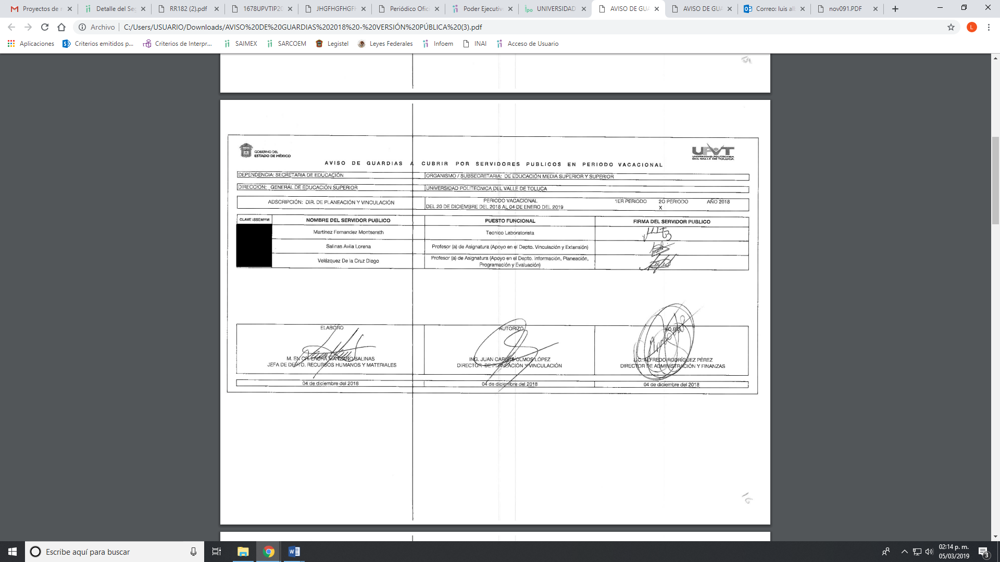 Proyectos de r
Detalle del Seg
RR182 (2).pdf
1678UPVTIP20
JHGFHGFHGFH
Periódico Ofici
Poder Ejecutiv
UNIVERSIDAD
AVISO DE GUA
AVISO DE GUA
Correo: luis alb
nov091.PDF
Archivo
C:/Users/USUARIO/Downloads/AVISO%20DE%20GUARDIAS%202018%20-%20VERSIÓN%20PÚBLICA%20(3).pdf
L
Aplicaciones
Criterios emitidos p...
Criterios de Interpr...
SAIMEX
SARCOEM
Legistel
Leyes Federales
Infoem
INAI
Acceso de Usuario
GOBIERNO DEL
ESTADO DE MÉXICO
UPVT
UNIVERSIDAD POLITÉCNICA
DEL VALLE DE TOLUCA
AVISO DE GUARDIAS A CUBRIR POR SERVIDORES PUBLICOS EN PERIODO VACACIONAL
DEPENDENCIA: SECRETARIA DE EDUCACIÓN
ORGANISMO / SUBSECRETARIA: DE EDUCACIÓN MEDIA SUPERIOR Y SUPERIOR
DIRECCION: GENERAL DE EDUCACIÓN SUPERIOR
UNIVERSIDAD POLITECNICA DEL VALLE DE TOLUCA
ADSCRIPCIÓN: DIR. DE PLANEACIÓN Y VINCULACIÓN
PERIODO VACACIONAL 1ER PERIODO 2O PERIODO AÑO 2018
DEL 20 DE DICIEMBRE DEL 2018 AL 04 DE ENERO DEL 2019 X
CLAVE ISSEMYM NOMBRE DEL SERVIDOR PUBLICO PUESTO FUNCIONAL FIRMA DEL SERVIDOR PUBLICO
Martínez Fernandez Montserath Tecnico Laboratorista
Salinas Avila Lorena Profesor (a) de Asignatura (Apoyo en el Depto. Vinculación y Extensión)
Velázquez De la Cruz Diego Profesor (a) de Asignatura (Apoyo en el Depto. Información, Planeación,
Programación y Evaluación)
ELABORO
AUTORIZO
VO.BO.
M. EN CR. LAURA MANZANO SALINAS
JEFA DE DEPTO. RECURSOS HUMANOS Y MATERIALES
ING. JUAN CARLOS OLMOS LÓPEZ
DIRECTOR DE PLANEACIÓN Y VINCULACIÓN
L.C. ALFREDO RODRÍGUEZ PÉREZ
DIRECTOR DE ADMINISTRACIÓN Y FINANZAS
04 de diciembre del 2018
04 de diciembre del 2018
04 de diciembre del 2018
Escribe aquí para buscar
02:14 p. m.
05/03/2019
3